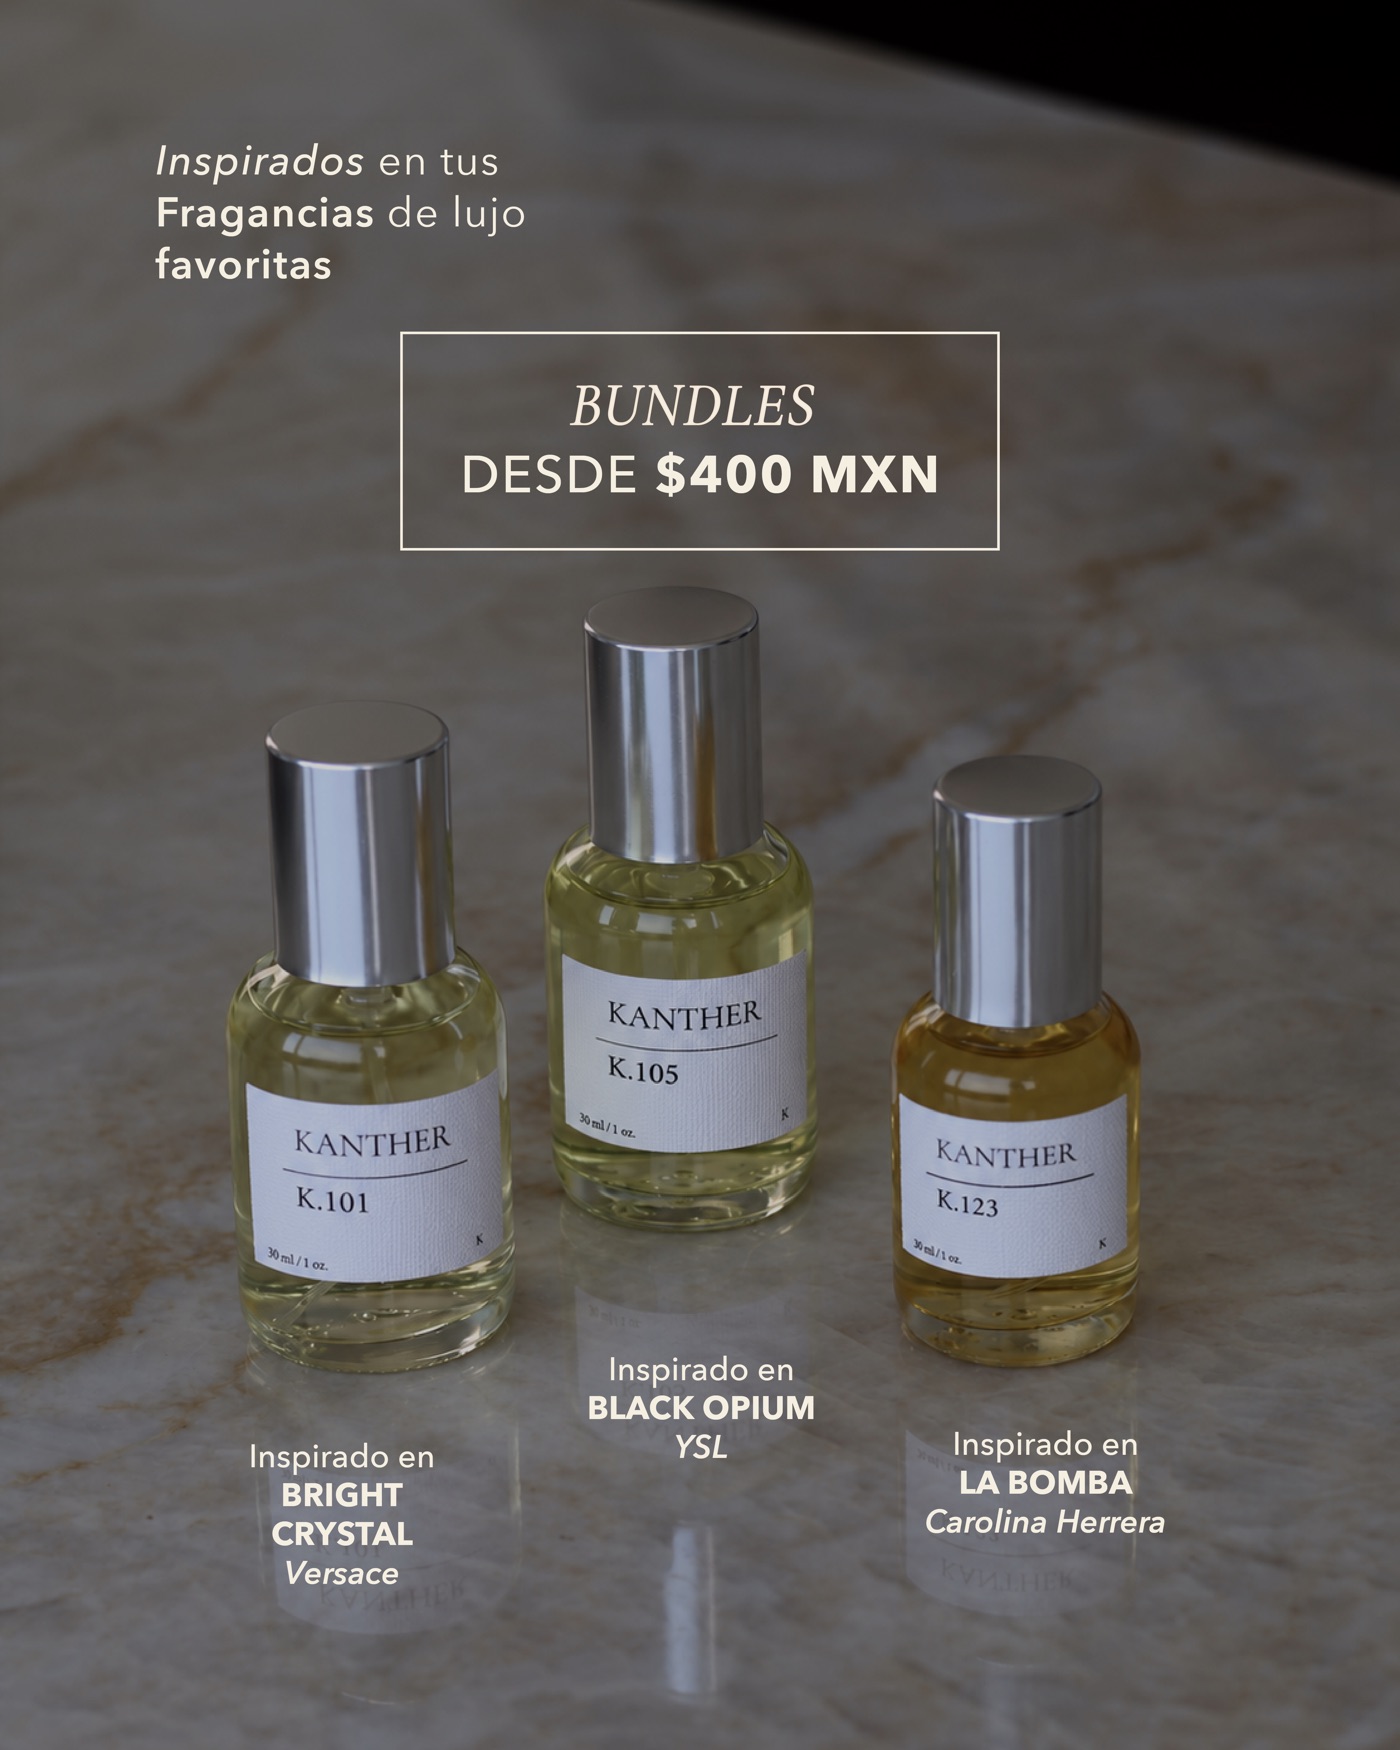 Inspirados en tus
Fragancias de lujo
favoritas
BUNDLES
DESDE $400 MXN
KANTHER
K.101
30 ml / 1 oz.
K
KANTHER
K.105
30 ml / 1 oz.
K
KANTHER
K.123
30 ml / 1 oz.
K
Inspirado en
BRIGHT
CRYSTAL
Versace
Inspirado en
BLACK OPIUM
YSL
Inspirado en
LA BOMBA
Carolina Herrera